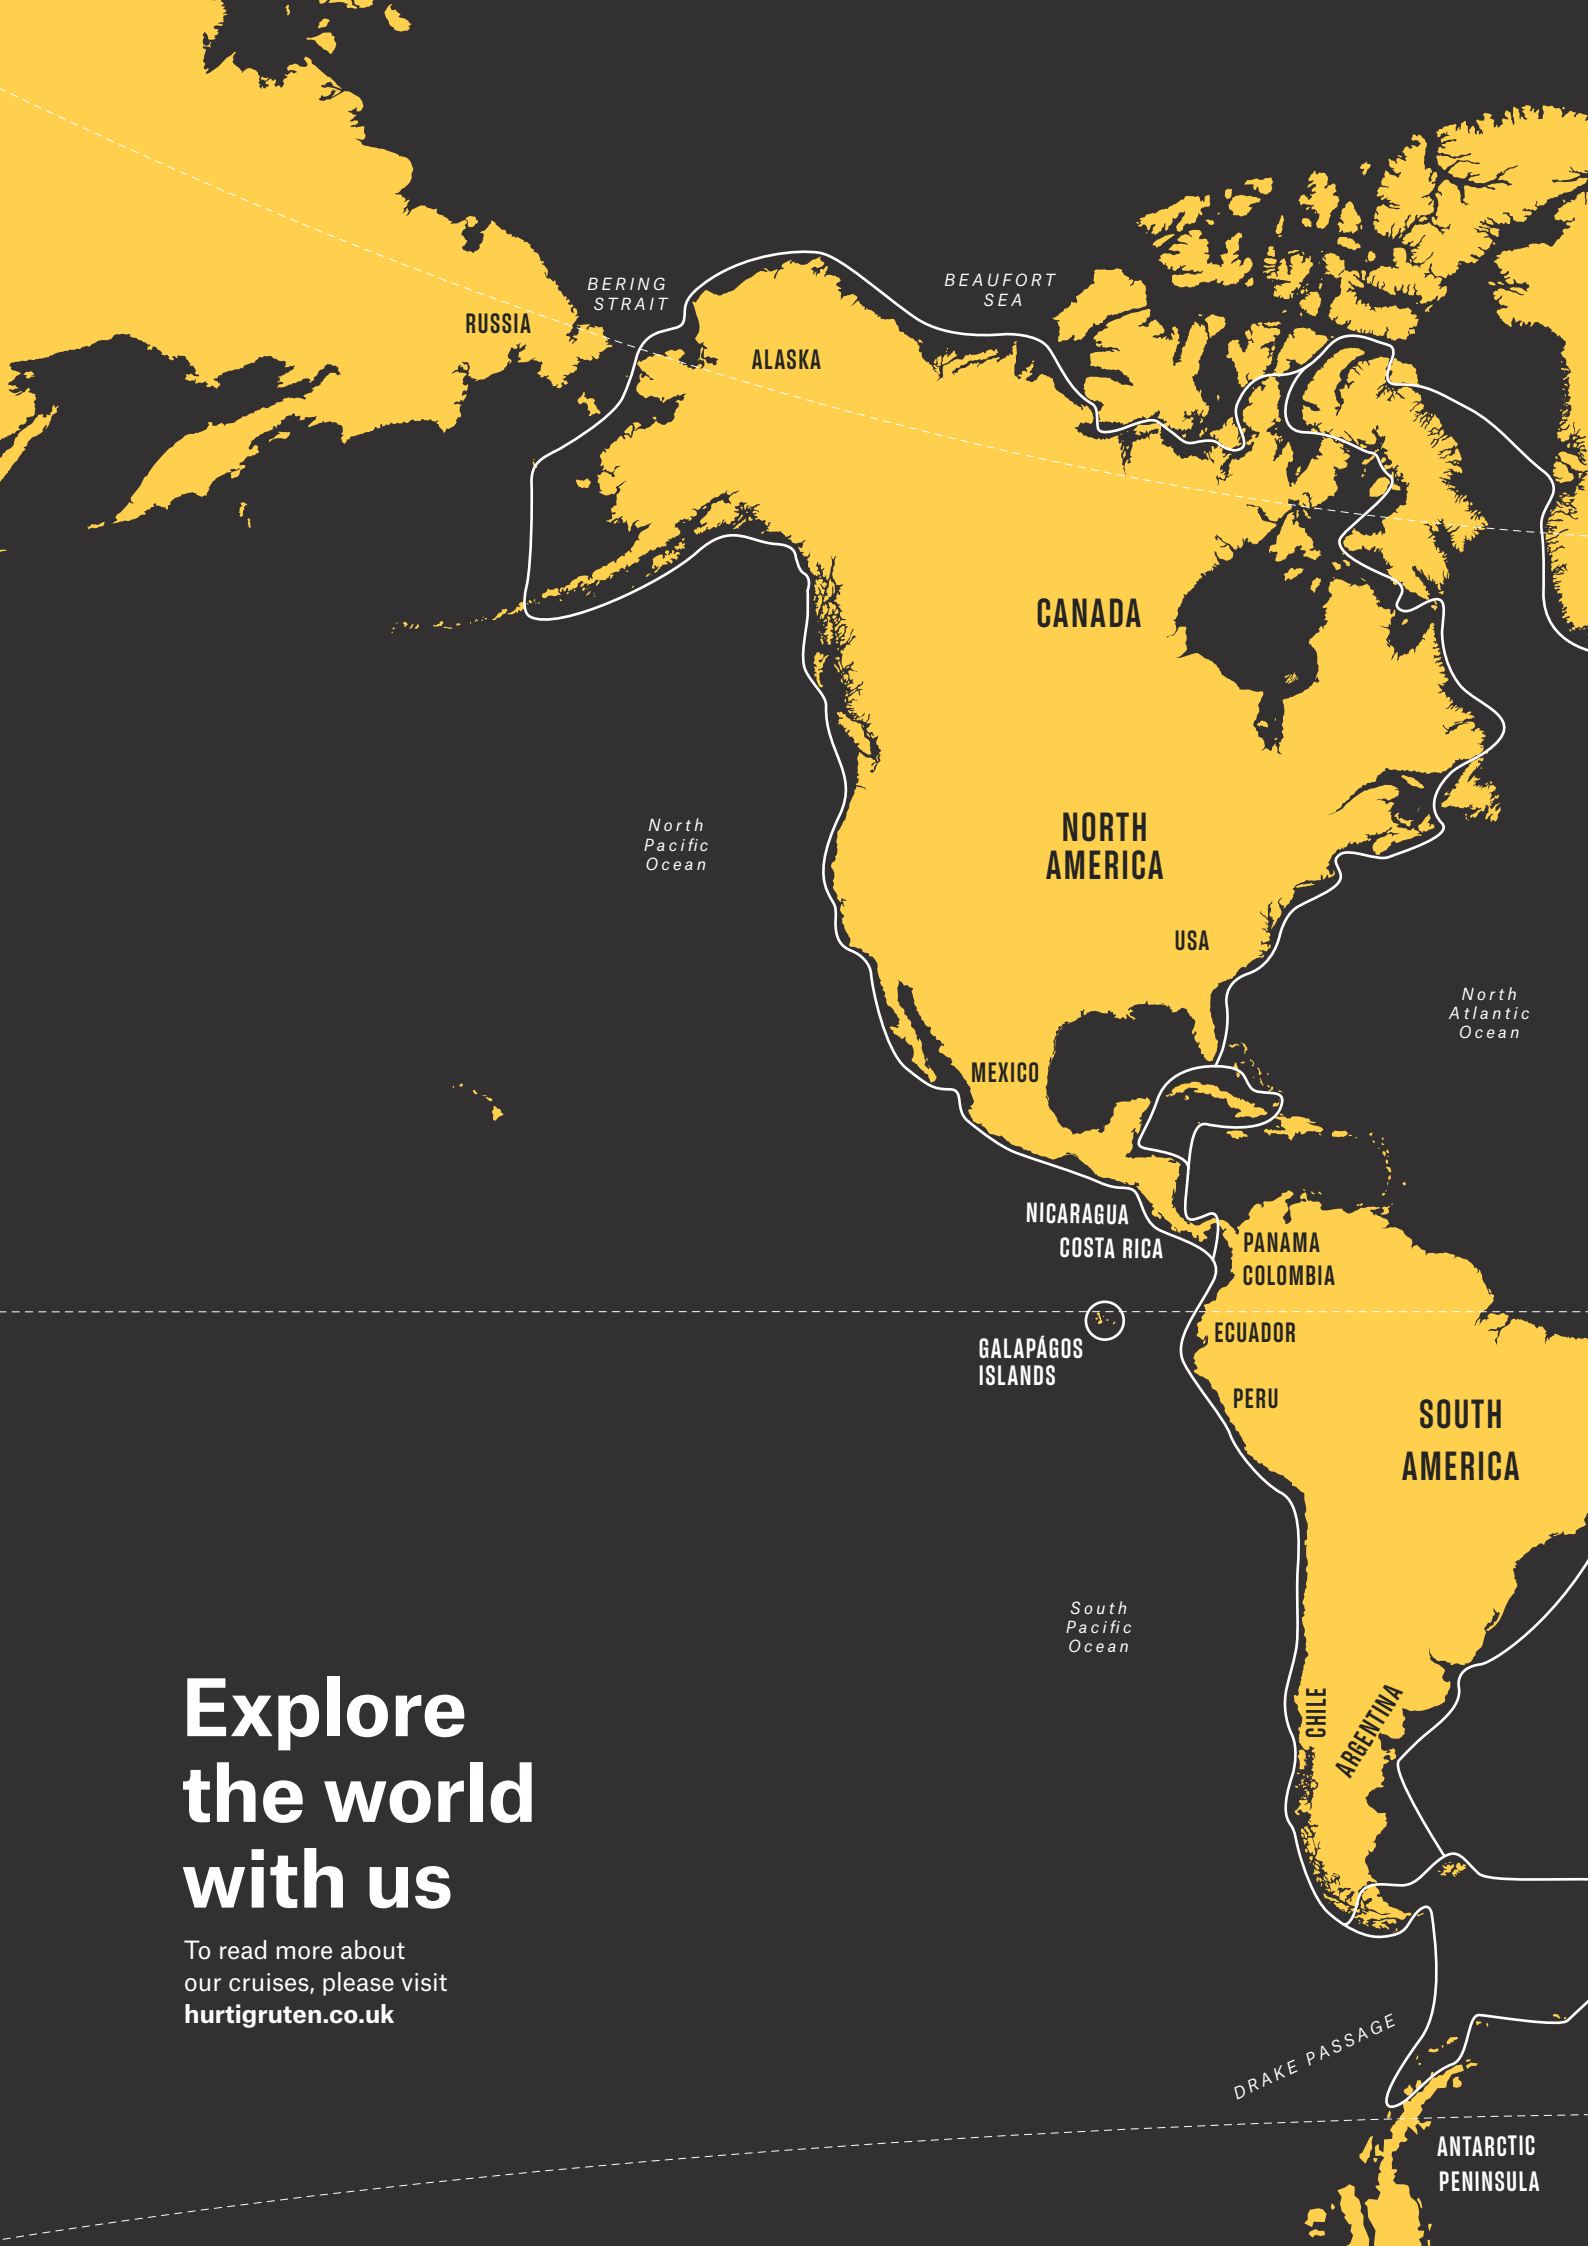 BERING
STRAIT
BEAUFORT
SEA
RUSSIA
ALASKA
CANADA
North
Pacific
Ocean
NORTH
AMERICA
USA
North
Atlantic
Ocean
MEXICO
NICARAGUA
COSTA RICA
PANAMA
COLOMBIA
GALAPÁGOS
ISLANDS
ECUADOR
PERU
SOUTH
AMERICA
South
Pacific
Ocean
CHILE
ARGENTINA
Explore
the world
with us
To read more about
our cruises, please visit
hurtigruten.co.uk
DRAKE PASSAGE
ANTARCTIC
PENINSULA